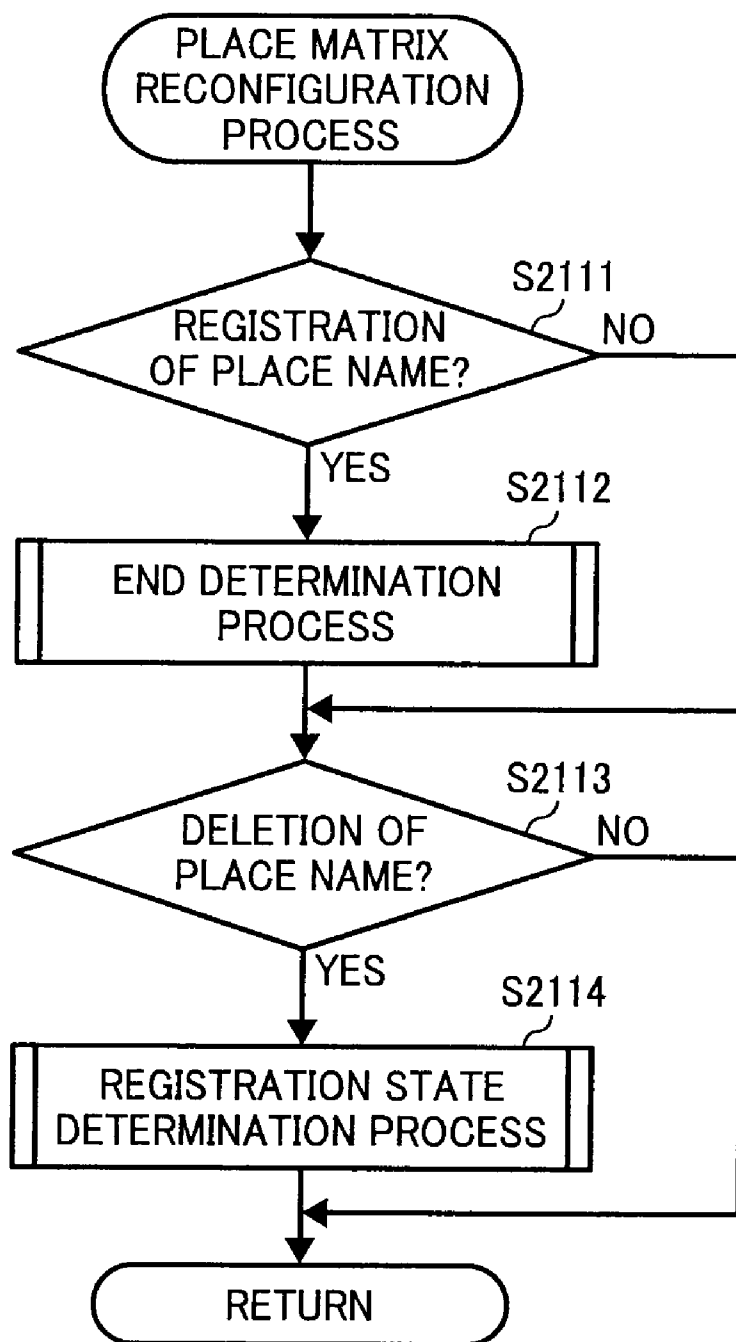 PLACE MATRIX
RECONFIGURATION
PROCESS
S2111
REGISTRATION
OF PLACE NAME?
NO
YES
S2112
END DETERMINATION
PROCESS
S2113
DELETION OF
PLACE NAME?
NO
YES
S2114
REGISTRATION STATE
DETERMINATION PROCESS
RETURN